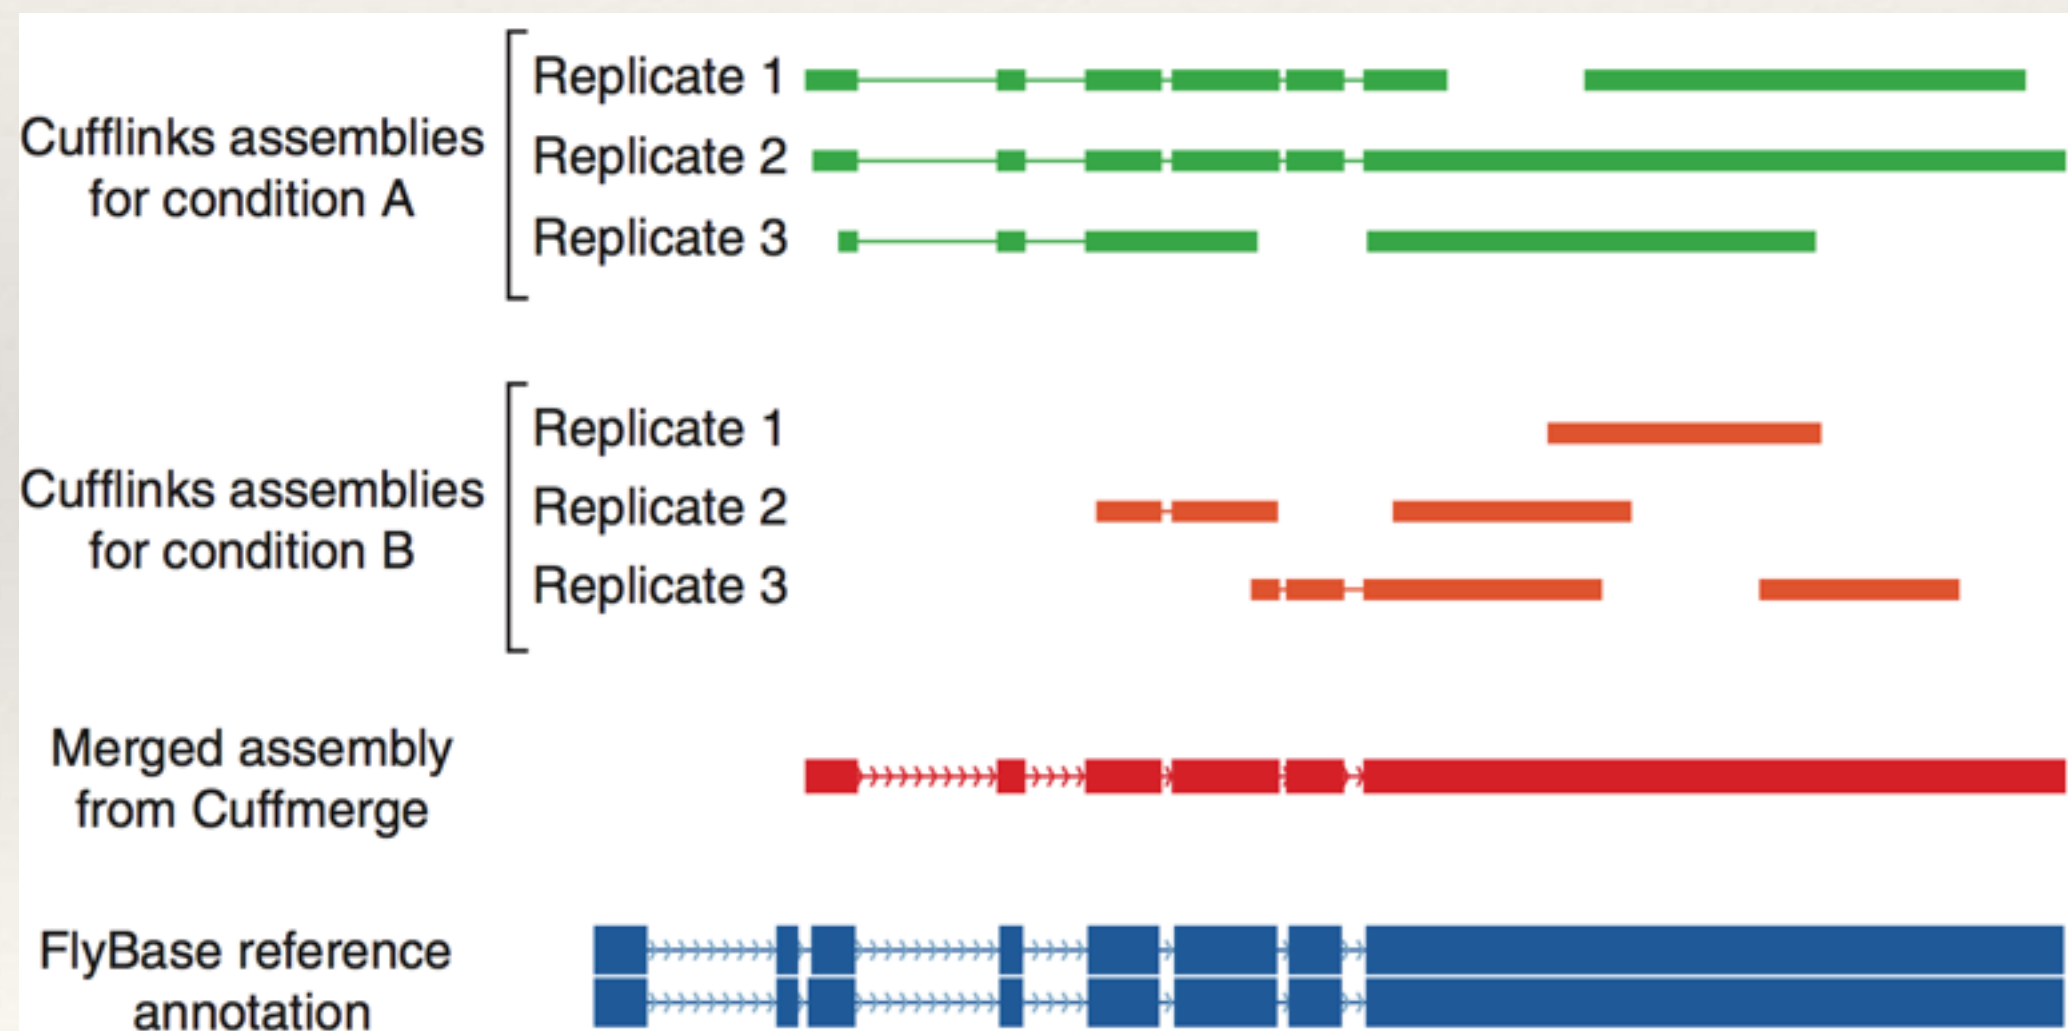 Cufflinks assemblies
for condition A
Replicate 1
Replicate 2
Replicate 3
Cufflinks assemblies
for condition B
Replicate 1
Replicate 2
Replicate 3
Merged assembly
from Cuffmerge
FlyBase reference
annotation